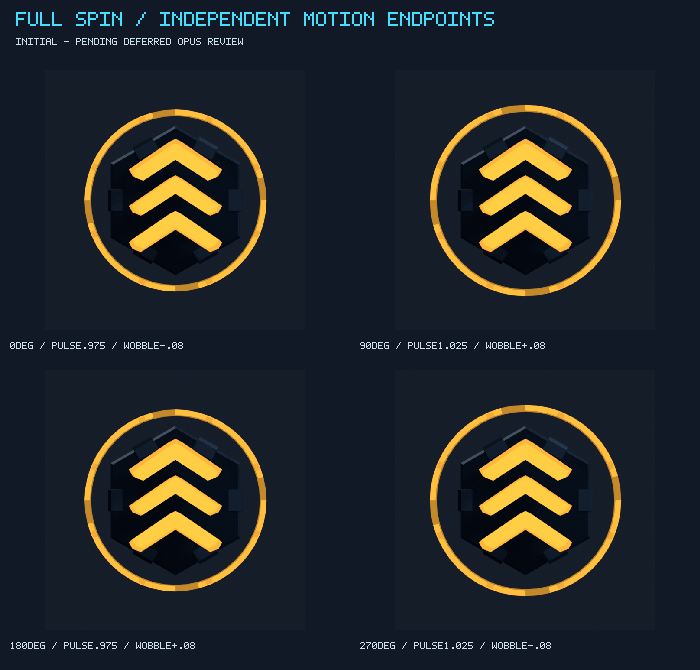 FULL SPIN / INDEPENDENT MOTION ENDPOINTS
INITIAL - PENDING DEFERRED OPUS REVIEW
0DEG / PULSE.975 / WOBBLE-.08
90DEG / PULSE1.025 / WOBBLE+.08
180DEG / PULSE.975 / WOBBLE+.08
270DEG / PULSE1.025 / WOBBLE-.08